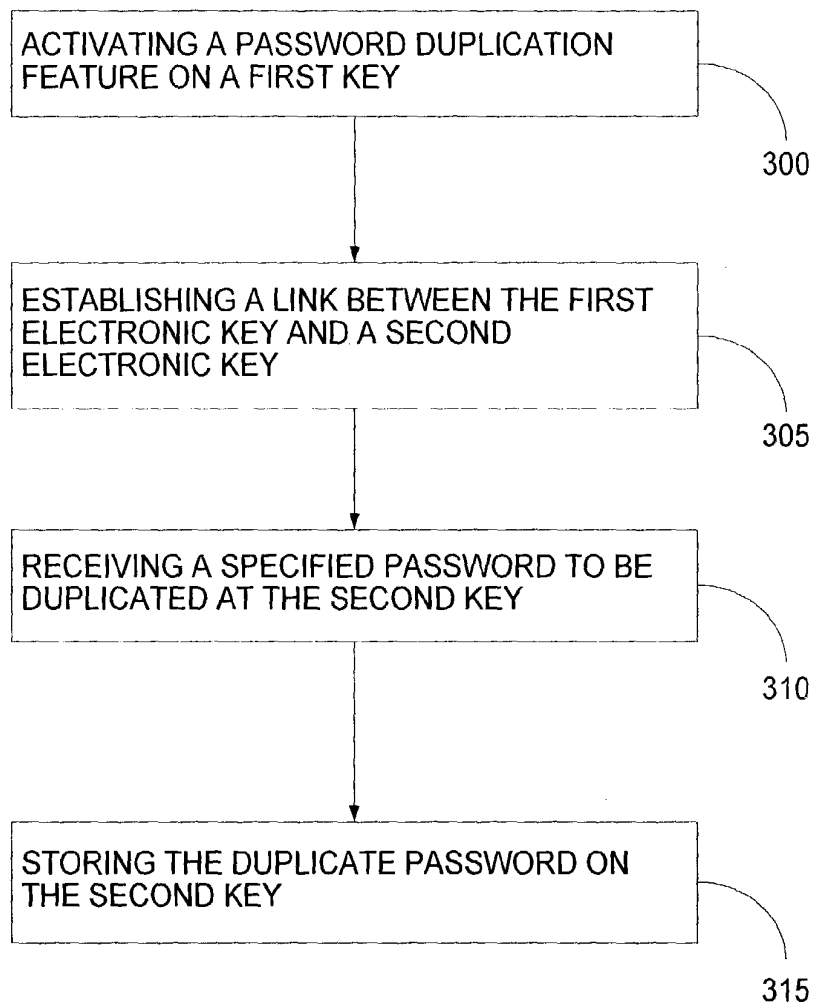 ACTIVATING A PASSWORD DUPLICATION
FEATURE ON A FIRST KEY
300
ESTABLISHING A LINK BETWEEN THE FIRST
ELECTRONIC KEY AND A SECOND
ELECTRONIC KEY
305
RECEIVING A SPECIFIED PASSWORD TO BE
DUPLICATED AT THE SECOND KEY
310
STORING THE DUPLICATE PASSWORD ON
THE SECOND KEY
315